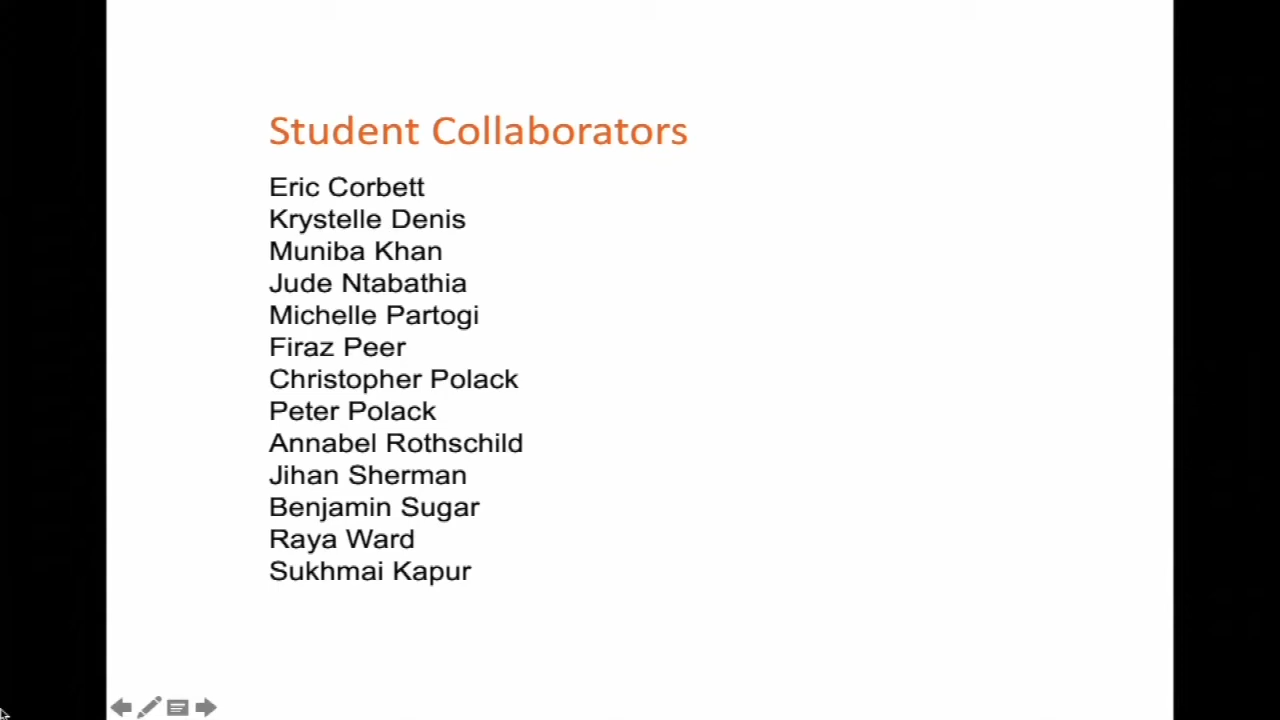 Student Collaborators
Eric Corbett
Krystelle Denis
Muniba Khan
Jude Ntabathia
Michelle Partogi
Firaz Peer
Christopher Polack
Peter Polack
Annabel Rothschild
Jihan Sherman
Benjamin Sugar
Raya Ward
Sukhmai Kapur